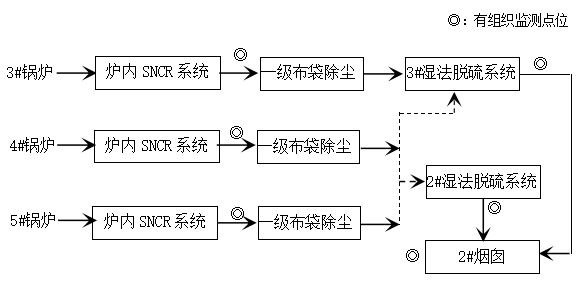 ◎：有组织监测点位
◎
◎
3#锅炉
炉内 SNCR 系统
一级布袋除尘
3#湿法脱硫系统
◎
4#锅炉
炉内 SNCR 系统
一级布袋除尘
2#湿法脱硫系统
◎
◎
5#锅炉
炉内 SNCR 系统
一级布袋除尘
◎
2#烟囱